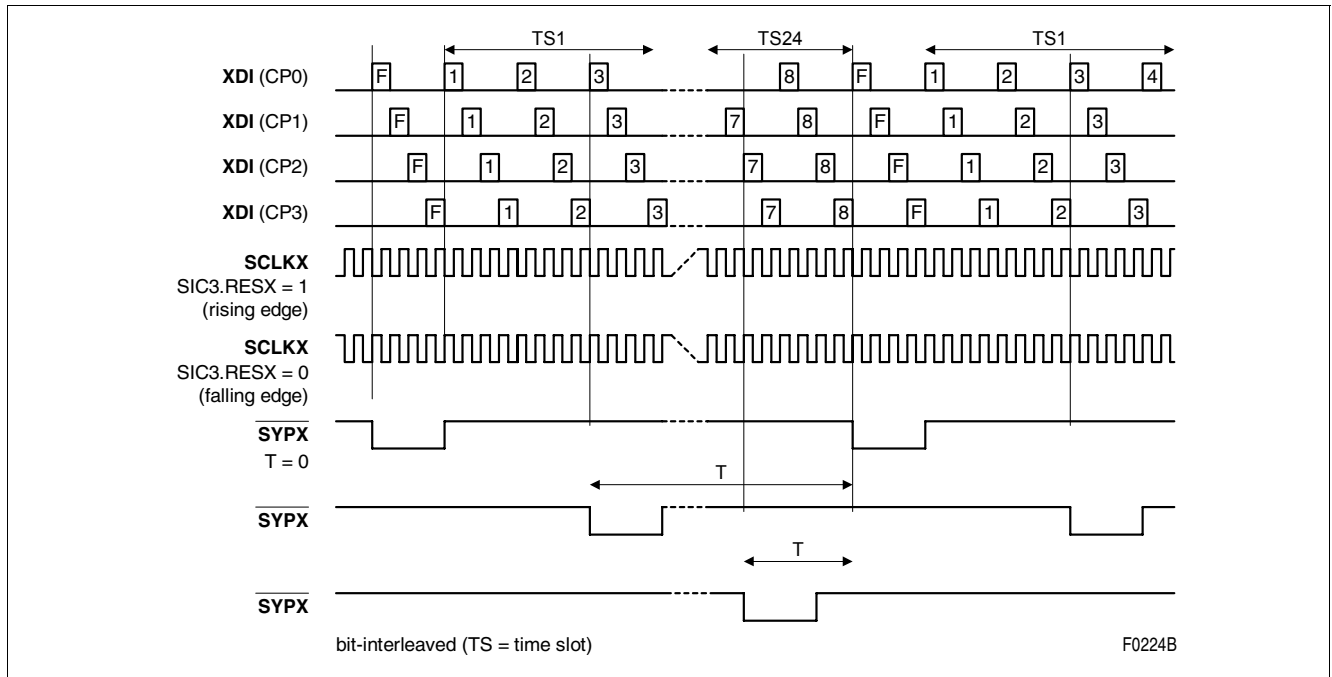 TS1 TS24 TS1
XDI (CP0) F 1 2 3 8 F 1 2 3 4
XDI (CP1) F 1 2 3 7 8 F 1 2 3
XDI (CP2) F 1 2 3 7 8 F 1 2 3
XDI (CP3) F 1 2 3 7 8 F 1 2 3
SCLKX
SIC3.RESX = 1
(rising edge)
SCLKX
SIC3.RESX = 0
(falling edge)
SYPX
T = 0
T
SYPX
T
SYPX
bit-interleaved (TS = time slot) F0224B